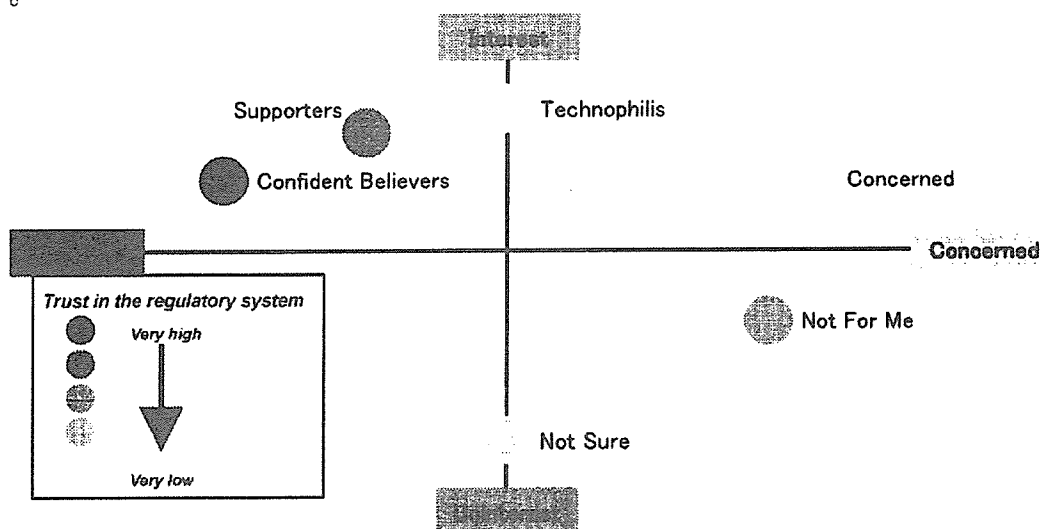 c
Interest
Supporters
Technophilis
Confident Believers
Concerned
Concerned
Trust in the regulatory system
Very high
Not For Me
Not Sure
Very low